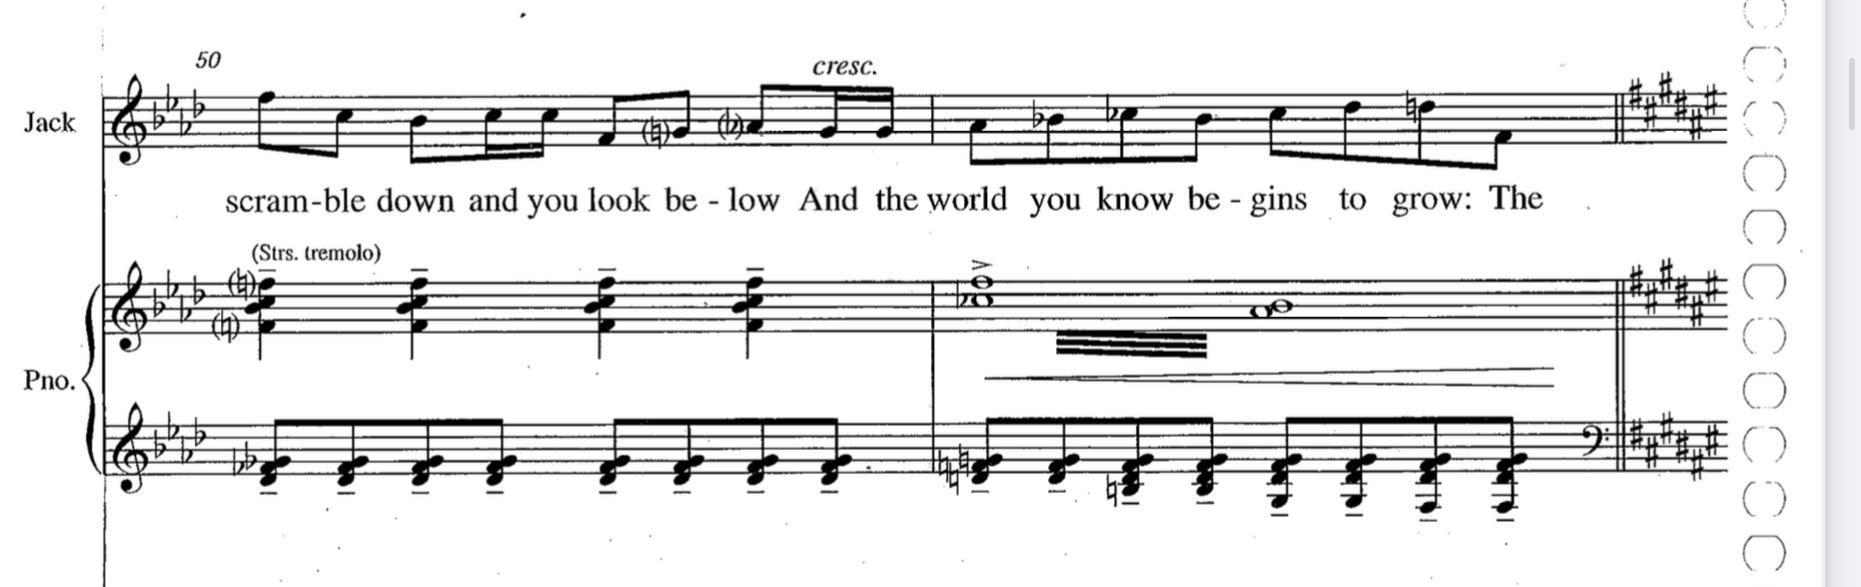 50
cresc.
Jack
scram-ble down and you look be - low And the world you know be - gins to grow: The
(Strs. tremolo)
Pno.